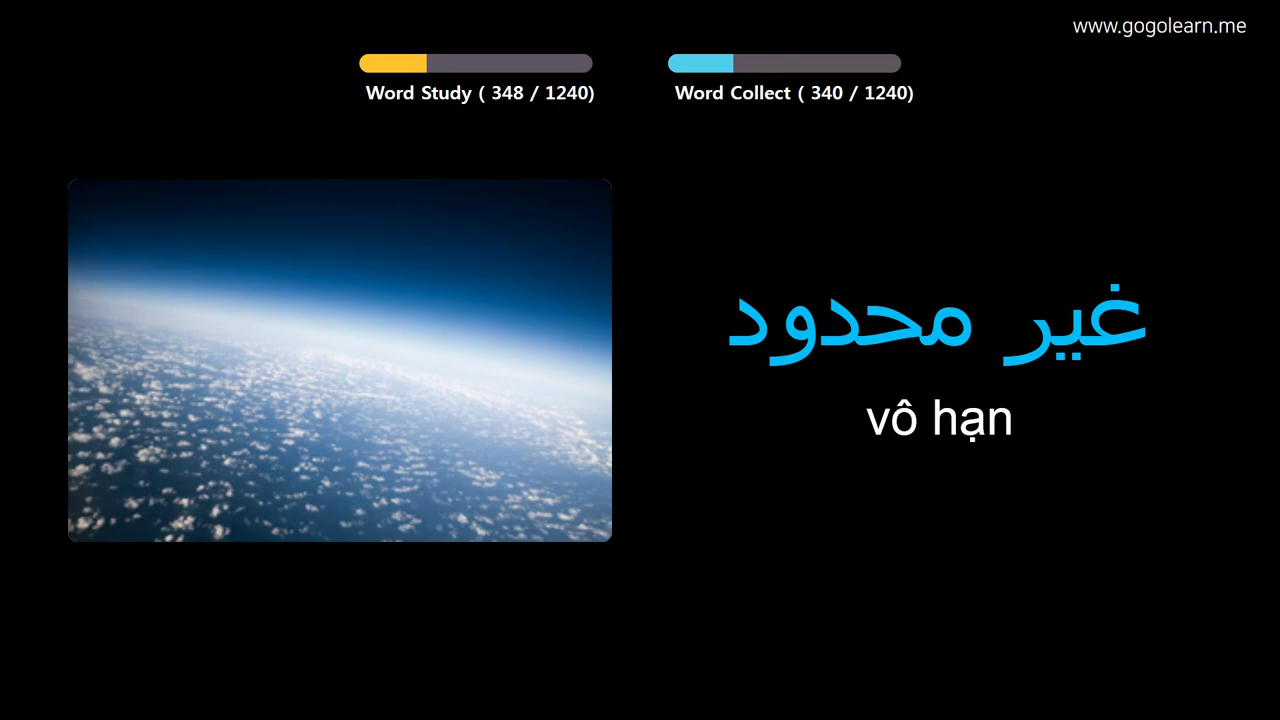 www.gogolearn.me
Word Study ( 348 / 1240)
Word Collect ( 340 / 1240)
غير محدود
vô hạn